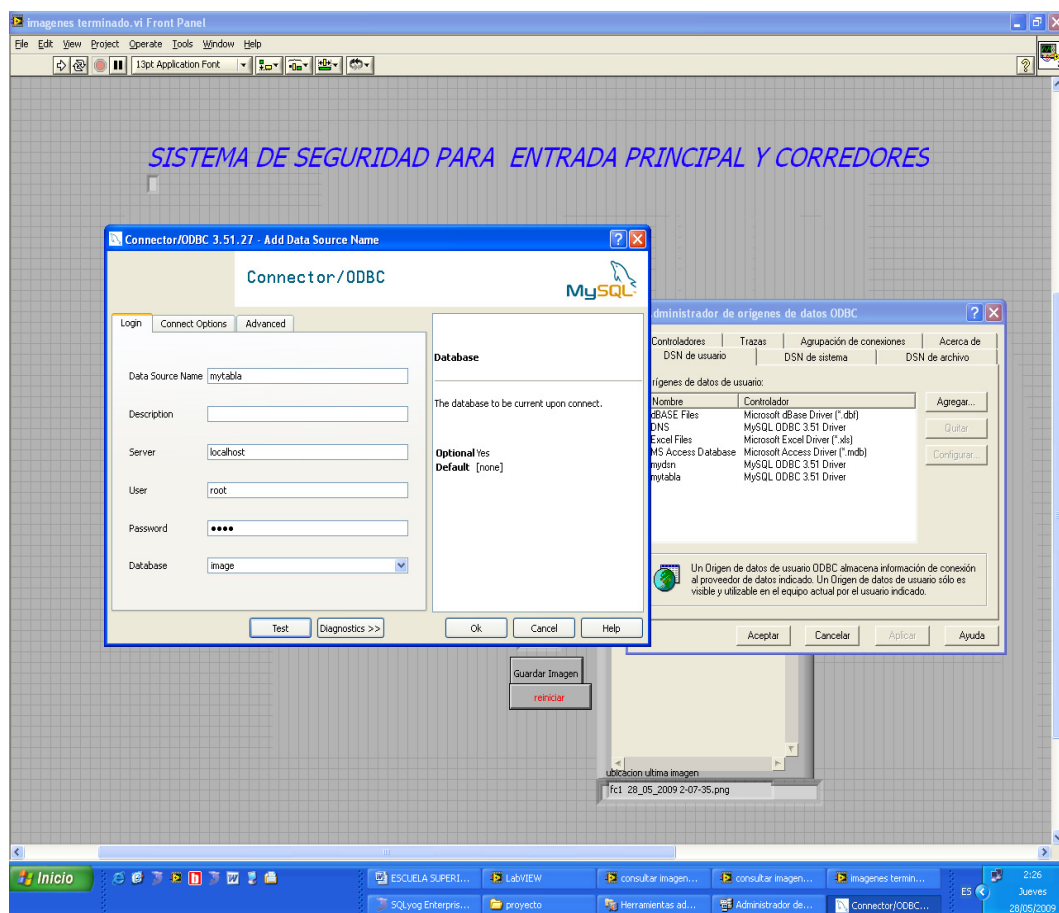 imagenes terminado.vi Front Panel
File Edit View Project Operate Tools Window Help
13pt Application Font
SISTEMA DE SEGURIDAD PARA ENTRADA PRINCIPAL Y CORREDORES
Connector/ODBC 3.51.27 - Add Data Source Name
Connector/ODBC
MySQL
Login Connect Options Advanced
Data Source Name mytabla
Description
Server localhost
User root
Password ••••
Database image
Database
The database to be current upon connect.
Optional Yes
Default [none]
Test Diagnostics >> Ok Cancel Help
dministrador de orígenes de datos ODBC
Controladores Trazas Agrupación de conexiones Acerca de
DSN de usuario DSN de sistema DSN de archivo
rígenes de datos de usuario:
Nombre Controlador
dBASE Files Microsoft dBase Driver (*.dbf)
DNS MySQL ODBC 3.51 Driver
Excel Files Microsoft Excel Driver (*.xls)
MS Access Database Microsoft Access Driver (*.mdb)
mydsn MySQL ODBC 3.51 Driver
mytabla MySQL ODBC 3.51 Driver
Agregar...
Quitar
Configurar...
Un Origen de datos de usuario ODBC almacena información de conexión
al proveedor de datos indicado. Un Origen de datos de usuario sólo es
visible y utilizable en el equipo actual por el usuario indicado.
Aceptar Cancelar Aplicar Ayuda
Guardar Imagen
reiniciar
ubicacion ultima imagen
fc1 28_05_2009 2-07-35.png
Inicio
ESCUELA SUPERI... LabVIEW consultar imagen... consultar imagen... imagenes termin...
SQLyog Enterpris... proyecto Herramientas ad... Administrador de... Connector/ODBC...
ES
2:26
Jueves
28/05/2009